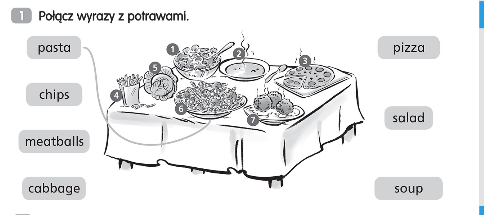 1 Połącz wyrazy z potrawami.
pasta
chips
meatballs
cabbage
1
2
3
4
5
6
7
pizza
salad
soup